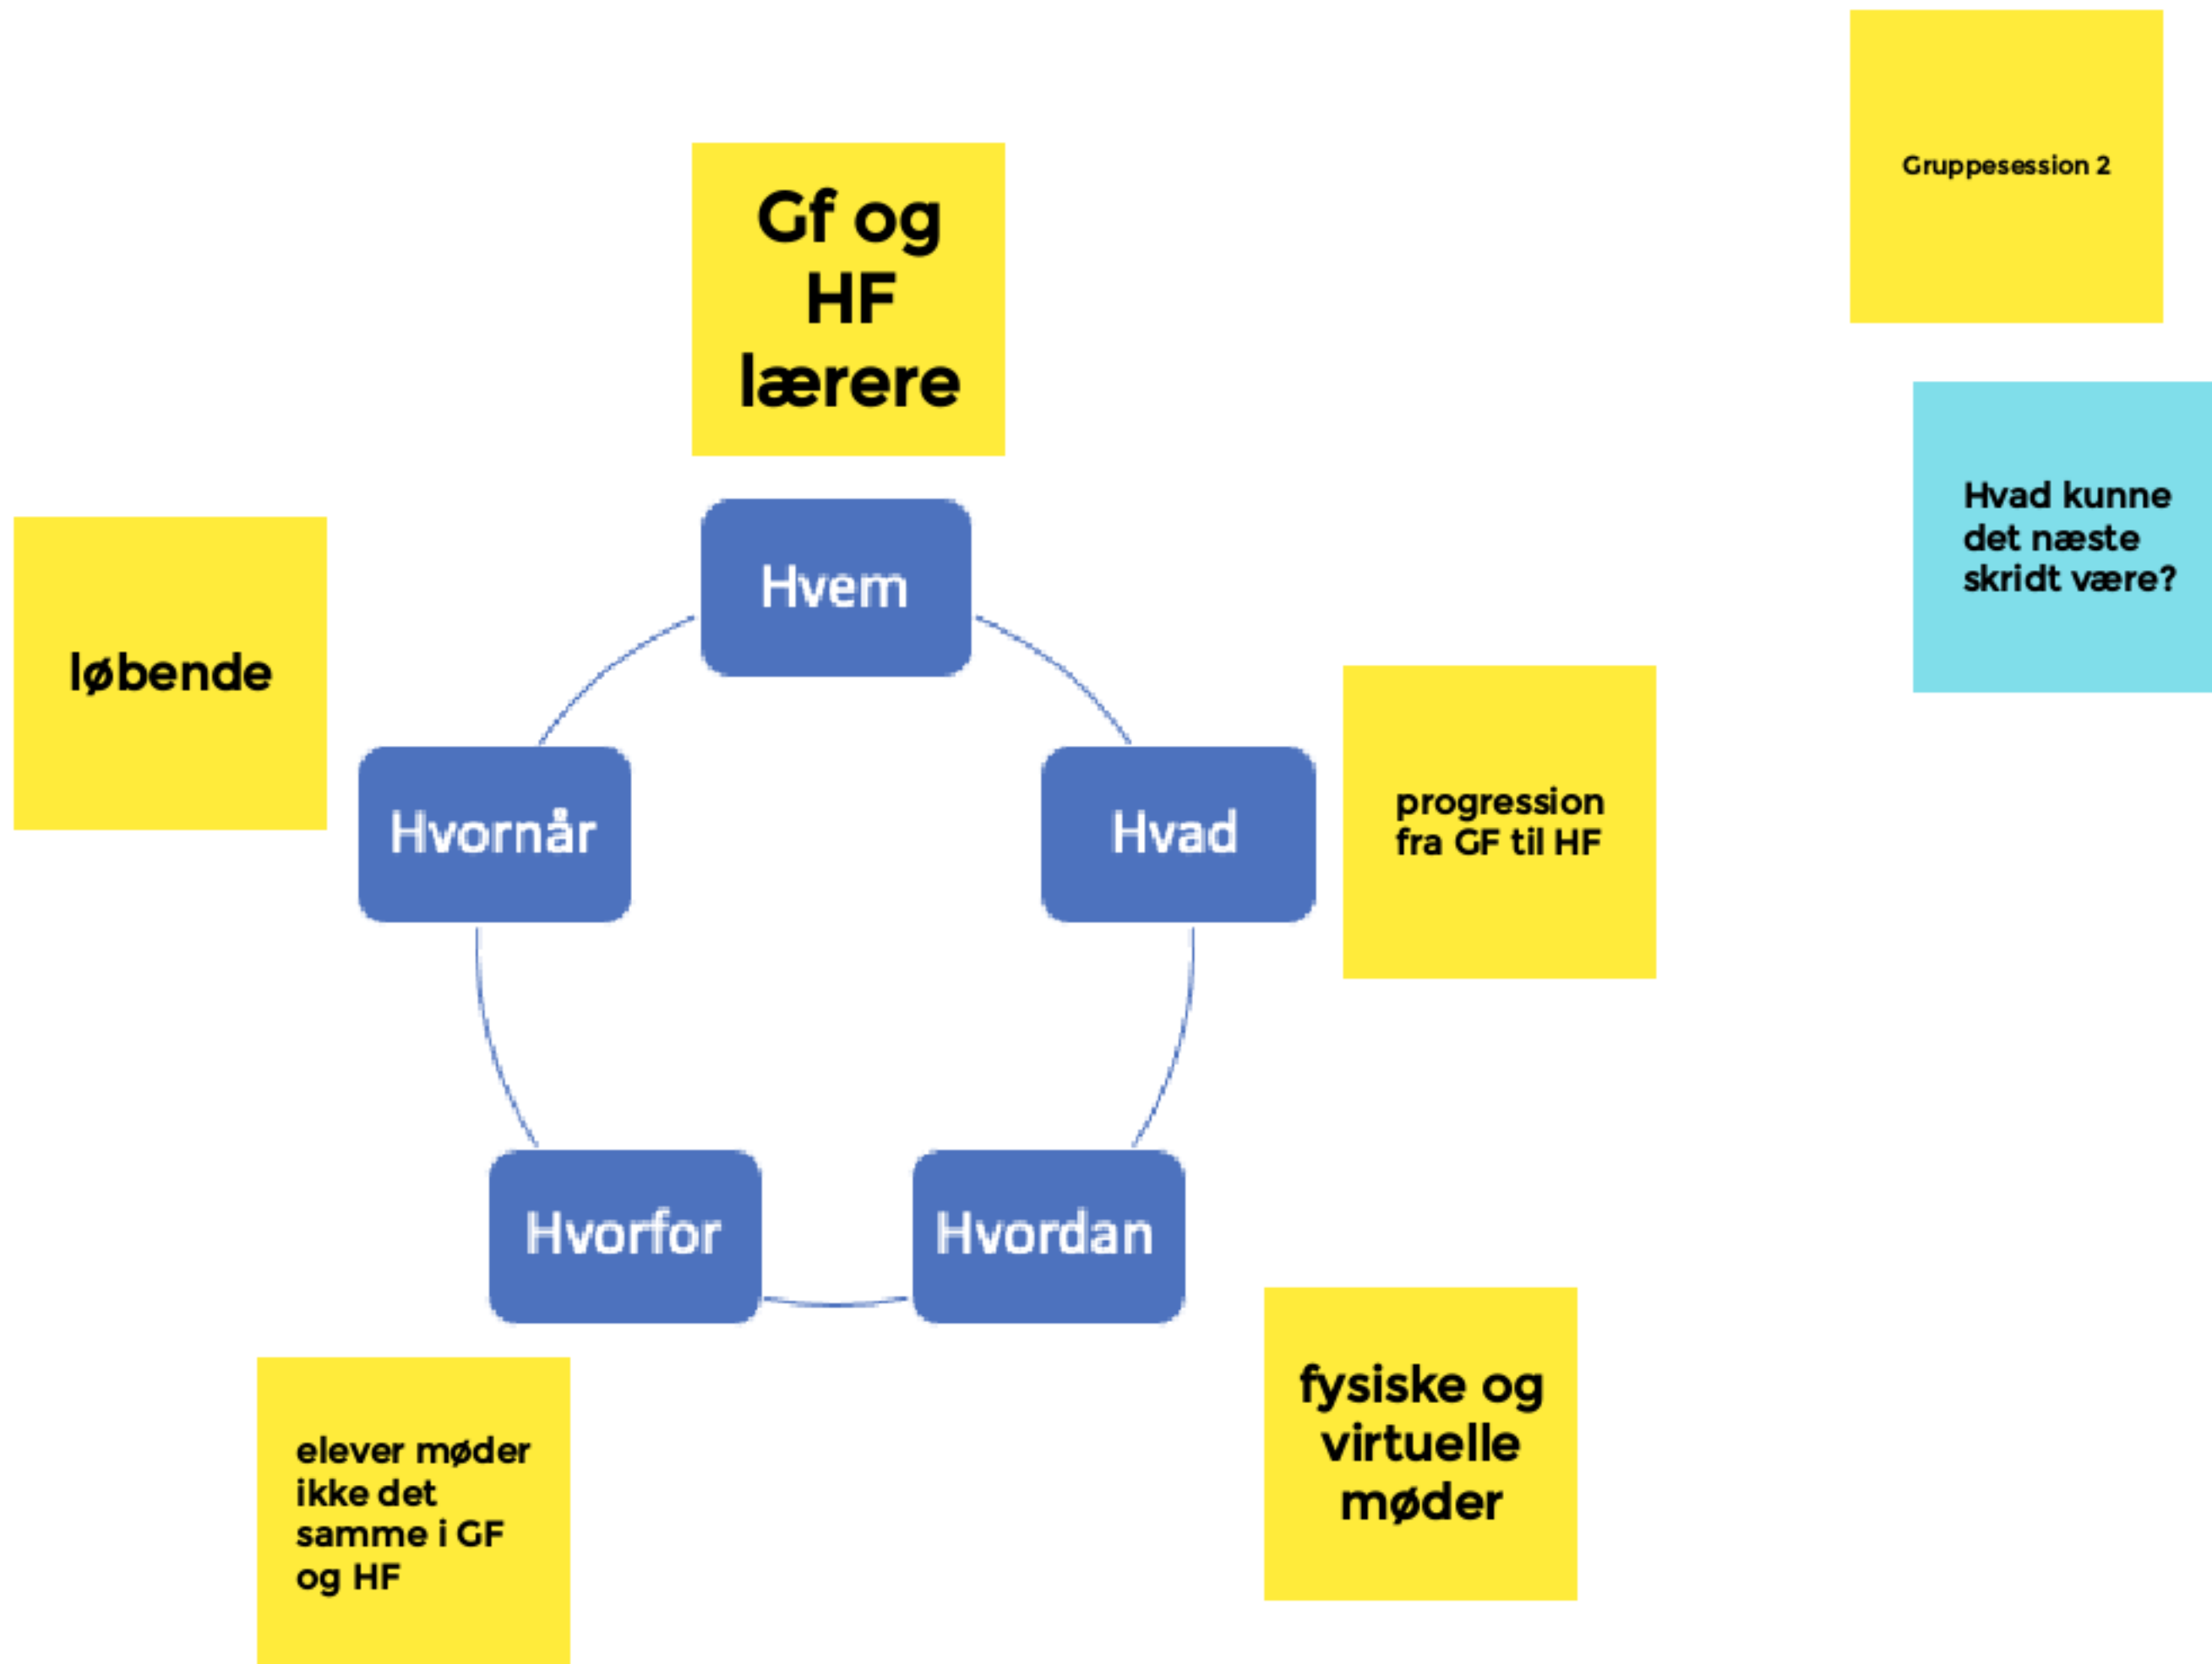 Gruppesession 2
Gf og
HF
lærere
Hvad kunne
det næste
skridt være?
Hvem
løbende
Hvornår
Hvad
progression
fra GF til HF
Hvorfor
Hvordan
elever møder
ikke det
samme i GF
og HF
fysiske og
virtuelle
møder